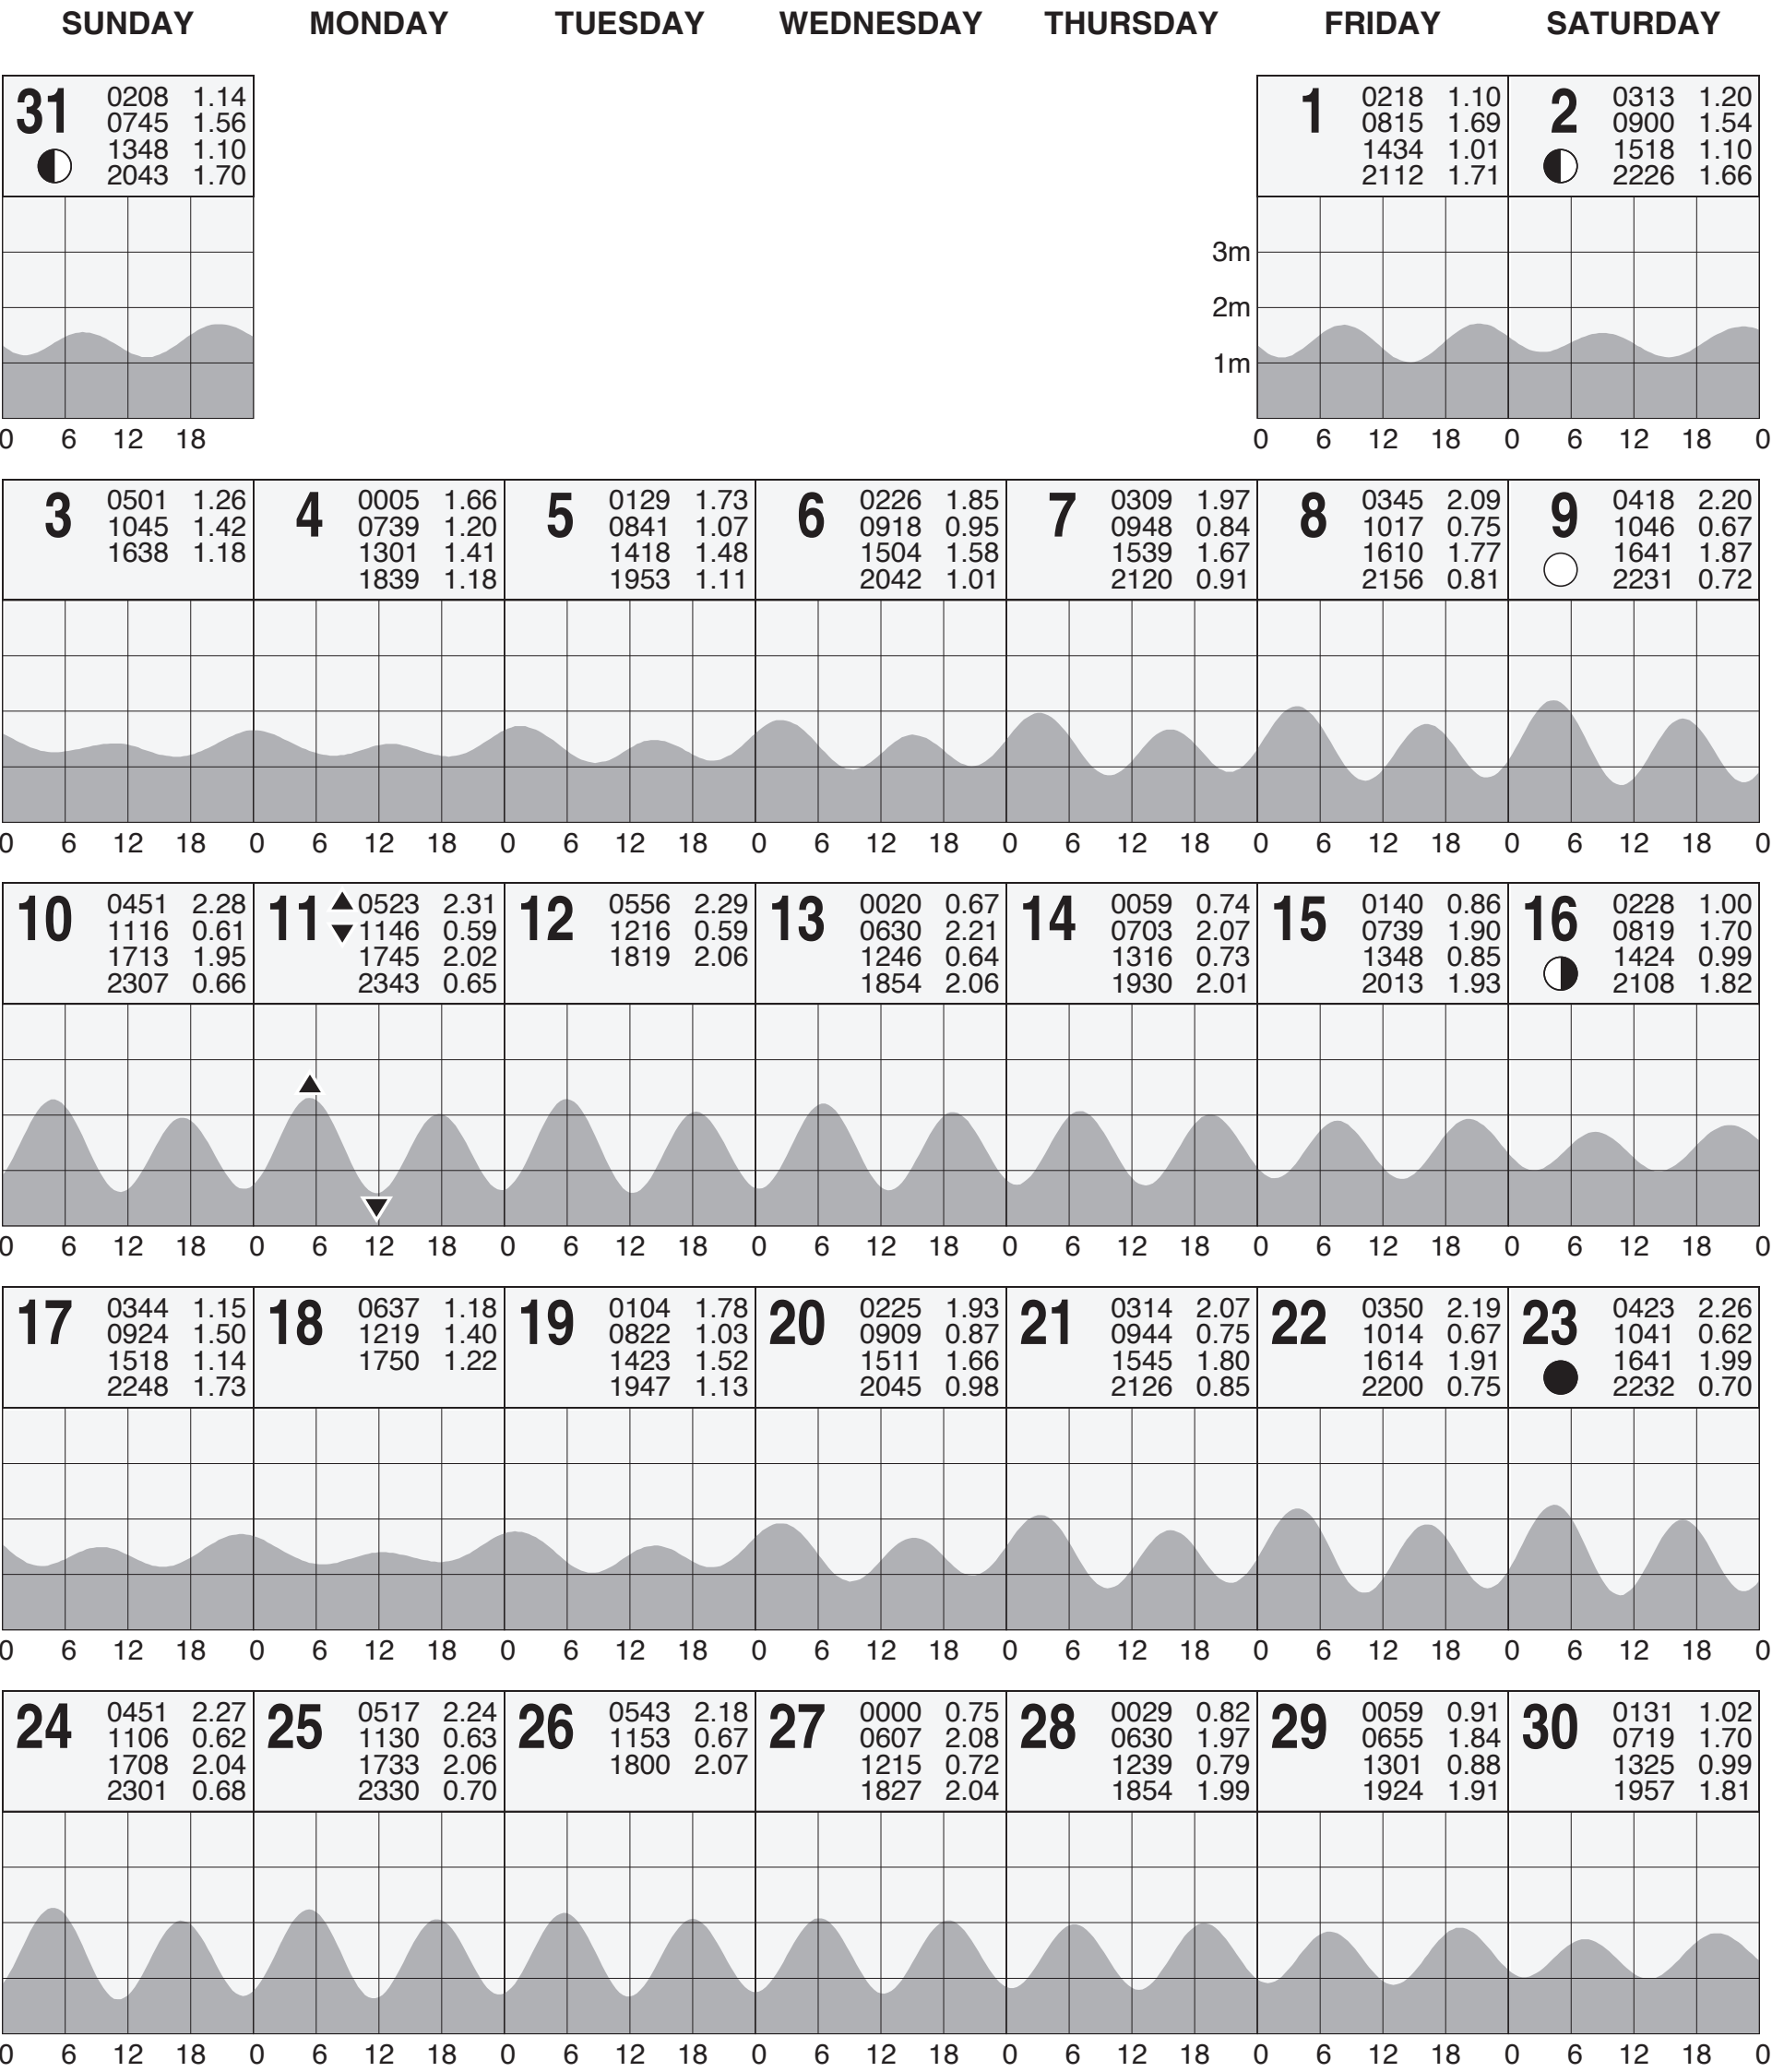 SUNDAY MONDAY TUESDAY WEDNESDAY THURSDAY FRIDAY SATURDAY
31 0208 1.14
0745 1.56
1348 1.10
2043 1.70
1 0218 1.10
0815 1.69
1434 1.01
2112 1.71
2 0313 1.20
0900 1.54
1518 1.10
2226 1.66
3m
2m
1m
0 6 12 18 0 6 12 18 0 6 12 18 0
3 0501 1.26
1045 1.42
1638 1.18
4 0005 1.66
0739 1.20
1301 1.41
1839 1.18
5 0129 1.73
0841 1.07
1418 1.48
1953 1.11
6 0226 1.85
0918 0.95
1504 1.58
2042 1.01
7 0309 1.97
0948 0.84
1539 1.67
2120 0.91
8 0345 2.09
1017 0.75
1610 1.77
2156 0.81
9 0418 2.20
1046 0.67
1641 1.87
2231 0.72
0 6 12 18 0 6 12 18 0 6 12 18 0 6 12 18 0 6 12 18 0 6 12 18 0 6 12 18 0
10 0451 2.28
1116 0.61
1713 1.95
2307 0.66
11 0523 2.31
1146 0.59
1745 2.02
2343 0.65
12 0556 2.29
1216 0.59
1819 2.06
13 0020 0.67
0630 2.21
1246 0.64
1854 2.06
14 0059 0.74
0703 2.07
1316 0.73
1930 2.01
15 0140 0.86
0739 1.90
1348 0.85
2013 1.93
16 0228 1.00
0819 1.70
1424 0.99
2108 1.82
0 6 12 18 0 6 12 18 0 6 12 18 0 6 12 18 0 6 12 18 0 6 12 18 0 6 12 18 0
17 0344 1.15
0924 1.50
1518 1.14
2248 1.73
18 0637 1.18
1219 1.40
1750 1.22
19 0104 1.78
0822 1.03
1423 1.52
1947 1.13
20 0225 1.93
0909 0.87
1511 1.66
2045 0.98
21 0314 2.07
0944 0.75
1545 1.80
2126 0.85
22 0350 2.19
1014 0.67
1614 1.91
2200 0.75
23 0423 2.26
1041 0.62
1641 1.99
2232 0.70
0 6 12 18 0 6 12 18 0 6 12 18 0 6 12 18 0 6 12 18 0 6 12 18 0 6 12 18 0
24 0451 2.27
1106 0.62
1708 2.04
2301 0.68
25 0517 2.24
1130 0.63
1733 2.06
2330 0.70
26 0543 2.18
1153 0.67
1800 2.07
27 0000 0.75
0607 2.08
1215 0.72
1827 2.04
28 0029 0.82
0630 1.97
1239 0.79
1854 1.99
29 0059 0.91
0655 1.84
1301 0.88
1924 1.91
30 0131 1.02
0719 1.70
1325 0.99
1957 1.81
0 6 12 18 0 6 12 18 0 6 12 18 0 6 12 18 0 6 12 18 0 6 12 18 0 6 12 18 0